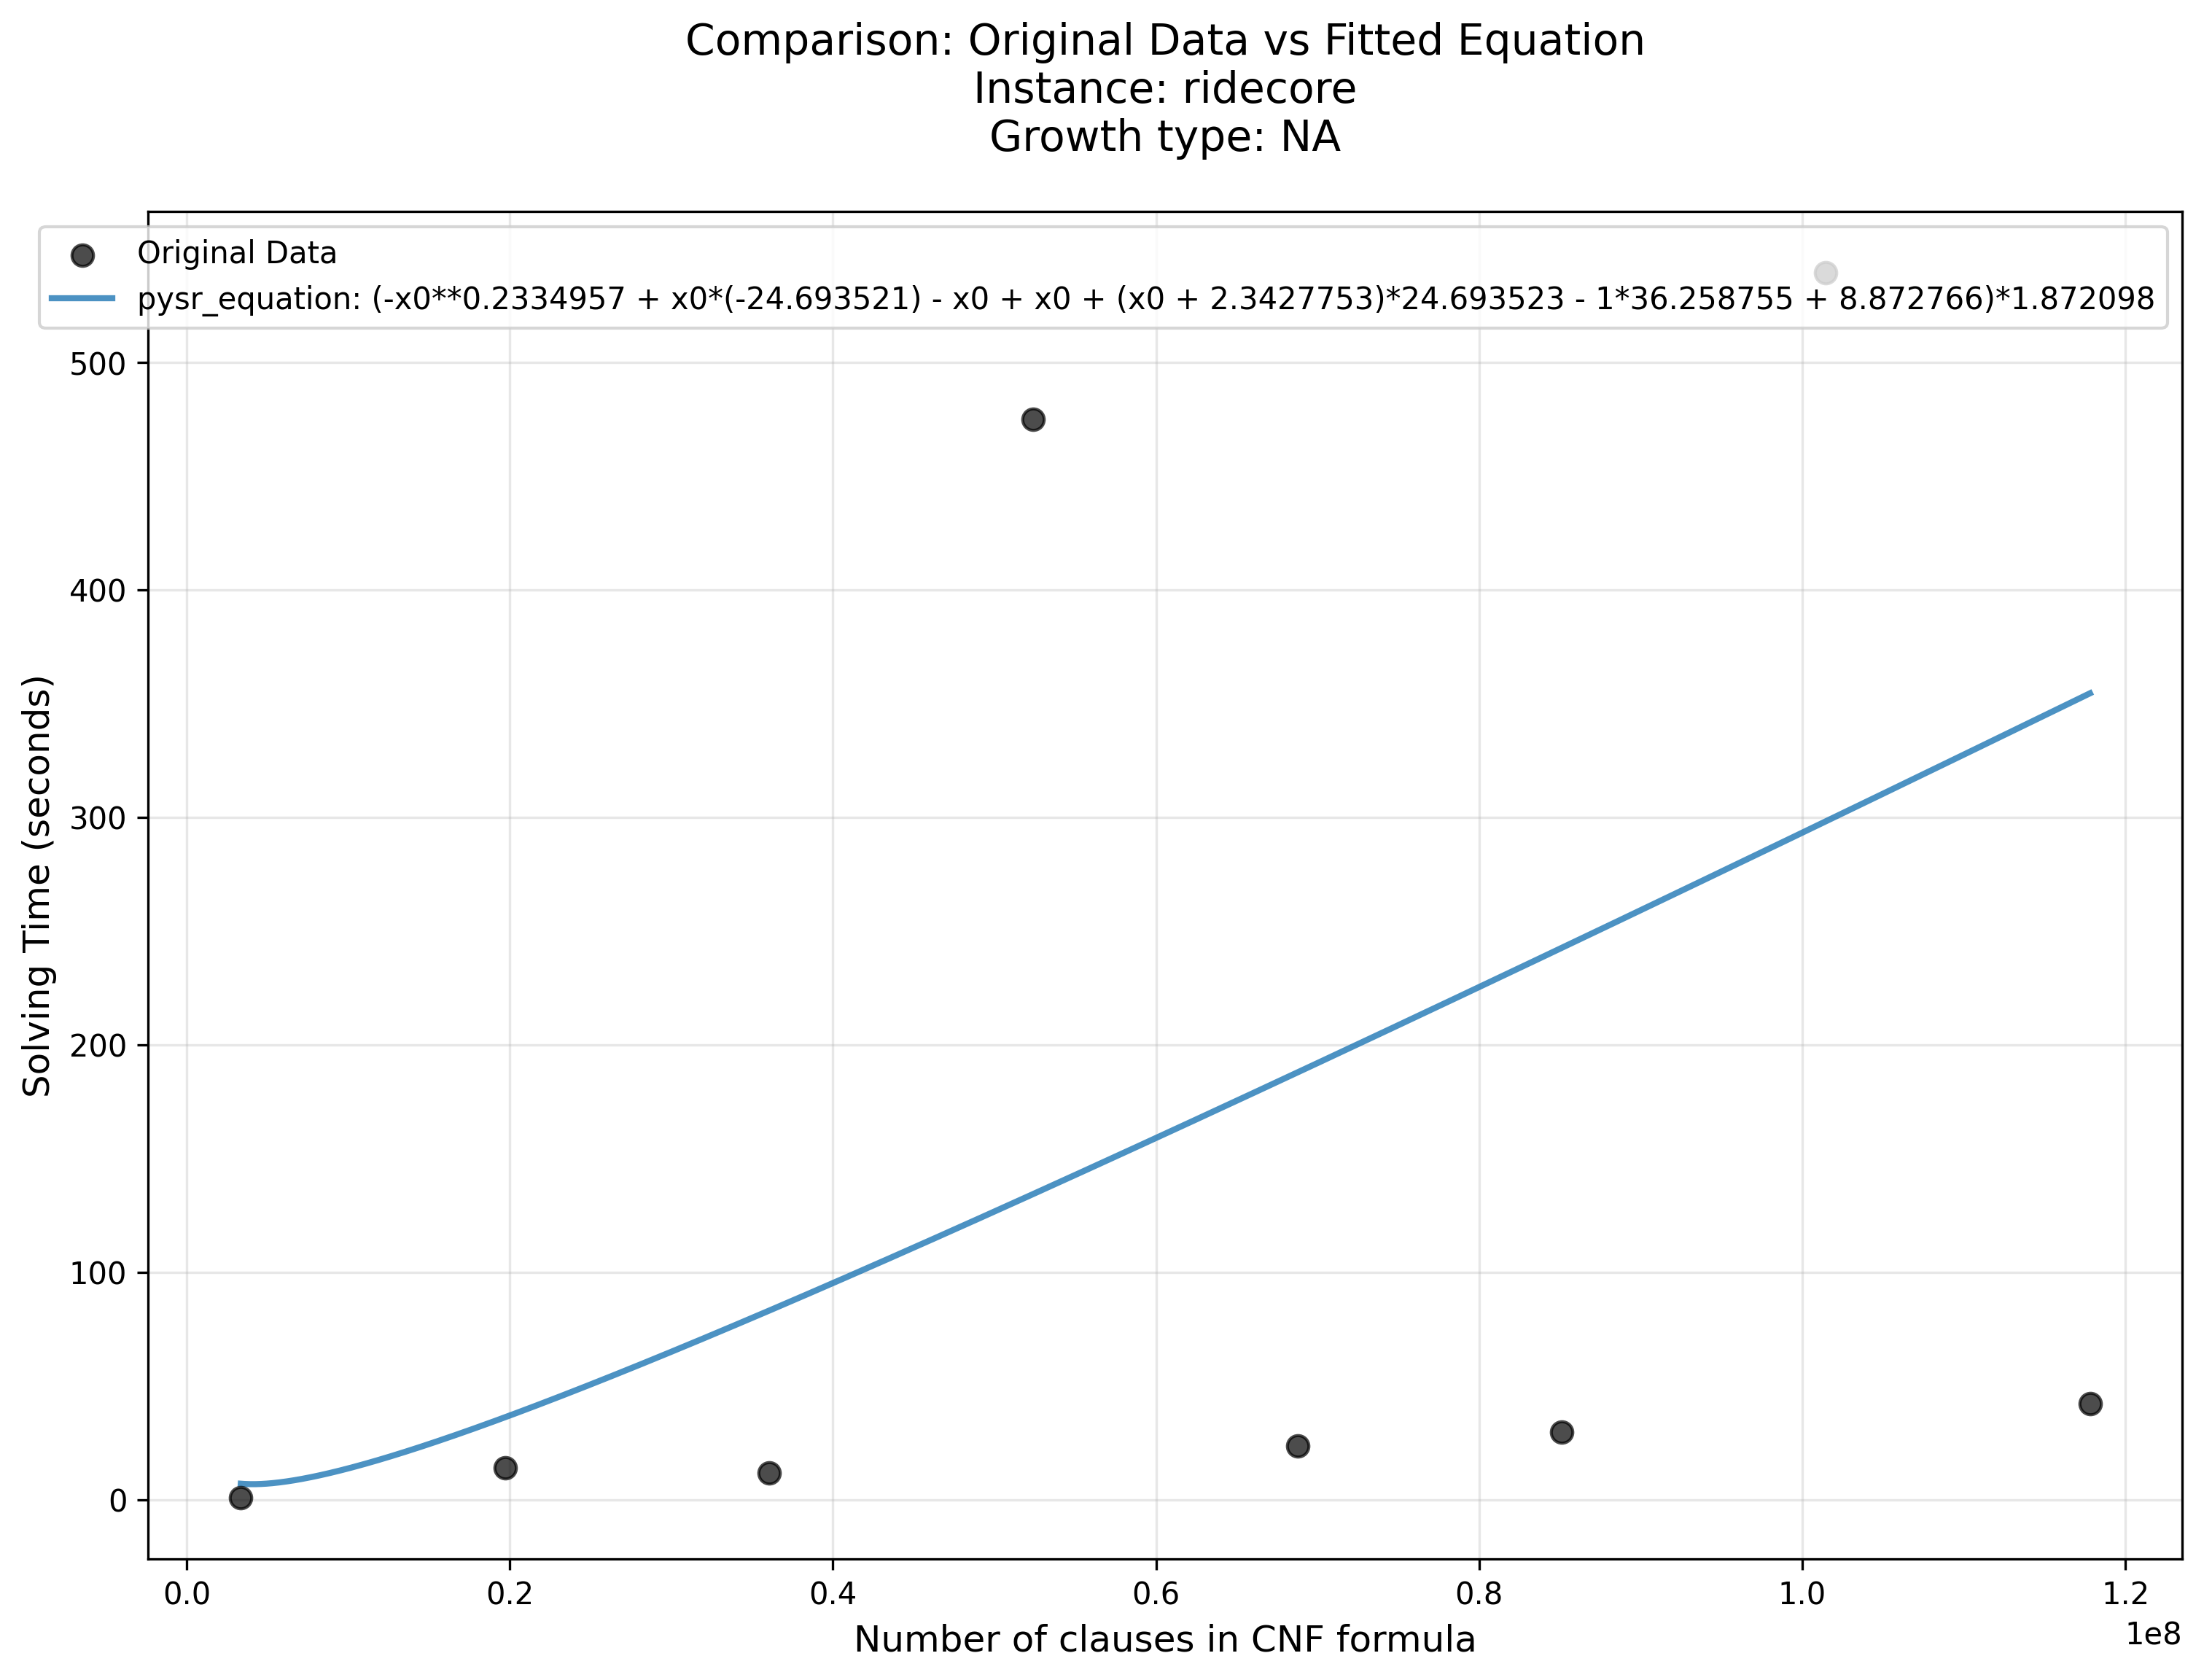 Comparison: Original Data vs Fitted Equation
Instance: ridecore
Growth type: NA
Original Data
pysr_equation: (-x0**0.2334957 + x0*(-24.693521) - x0 + x0 + (x0 + 2.3427753)*24.693523 - 1*36.258755 + 8.872766)*1.872098
500
400
300
200
100
0
Solving Time (seconds)
0.0 0.2 0.4 0.6 0.8 1.0 1.2
1e8
Number of clauses in CNF formula